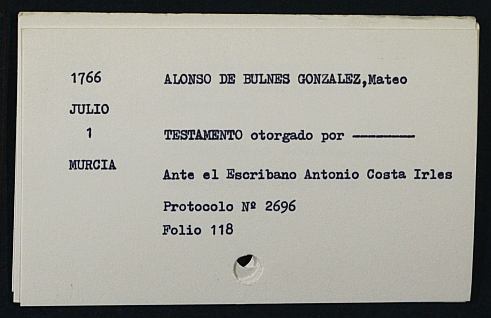 1766 ALONSO DE BULNES GONZALEZ,Mateo
JULIO
1 TESTAMENTO otorgado por ————
MURCIA
Ante el Escribano Antonio Costa Irles
Protocolo Nº 2696
Folio 118